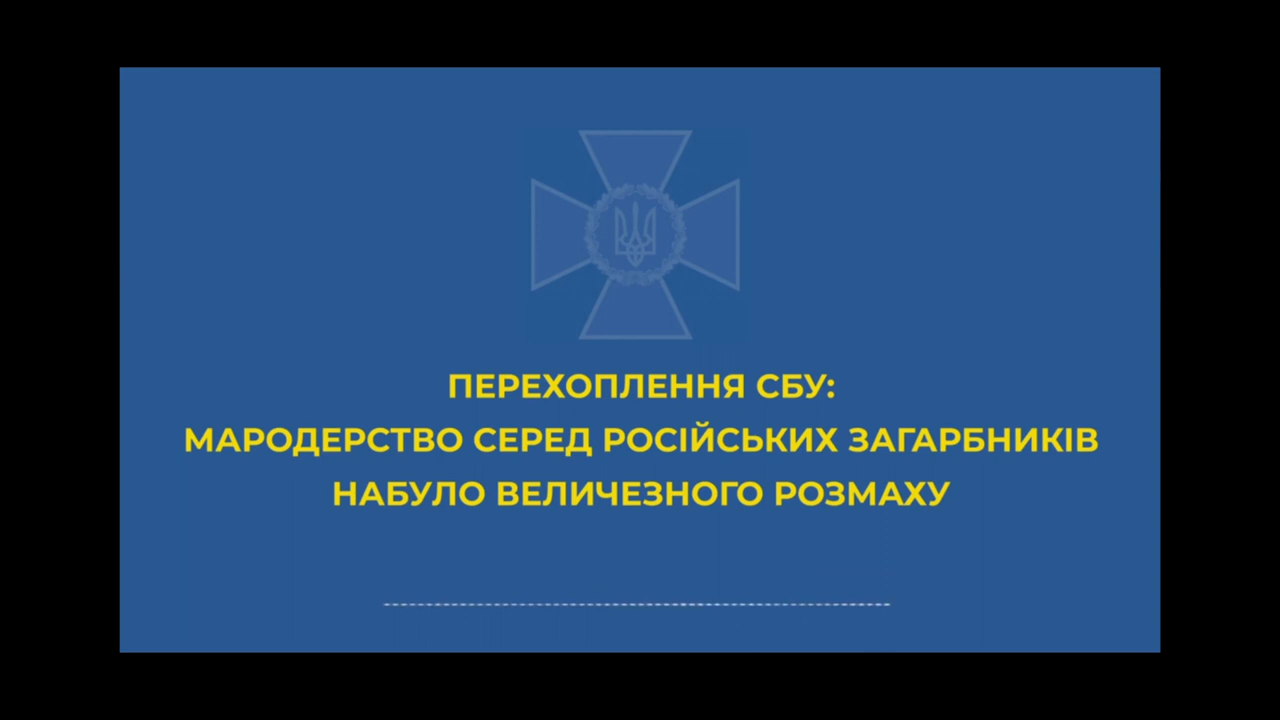 ПЕРЕХОПЛЕННЯ СБУ:
МАРОДЕРСТВО СЕРЕД РОСІЙСЬКИХ ЗАГАРБНИКІВ
НАБУЛО ВЕЛИЧЕЗНОГО РОЗМАХУ